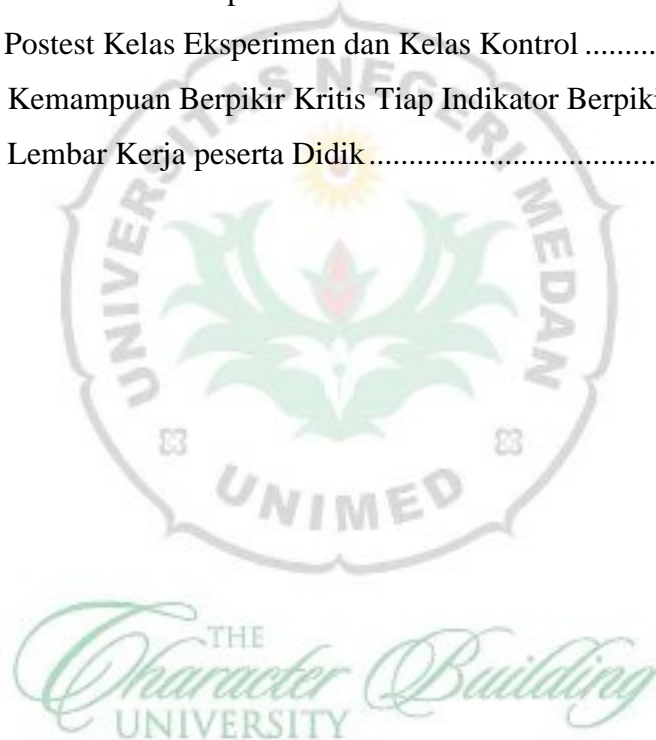 Postest Kelas Eksperimen dan Kelas Kontrol .........
Kemampuan Berpikir Kritis Tiap Indikator Berpiki
Lembar Kerja peserta Didik...................................
UNIVERSITAS NEGERI MEDAN
UNIMED
THE
Character Building
UNIVERSITY